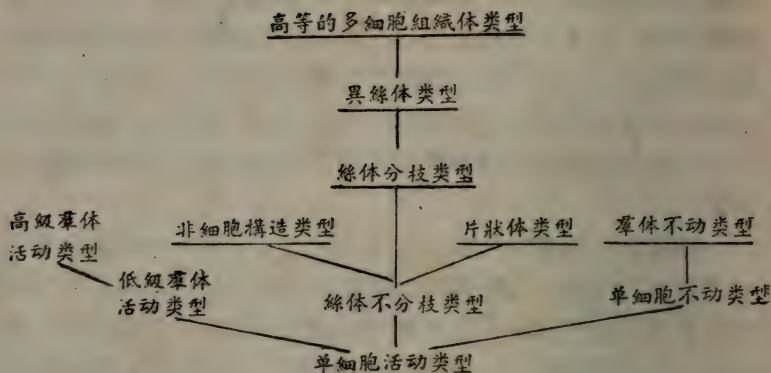 高等的多細胞組織体类型
異絲体类型
絲体分枝类型
高級羣体
活动类型
非細胞構造类型
片狀体类型
羣体不动类型
低級羣体
活动类型
絲体不分枝类型
单細胞不动类型
单細胞活动类型